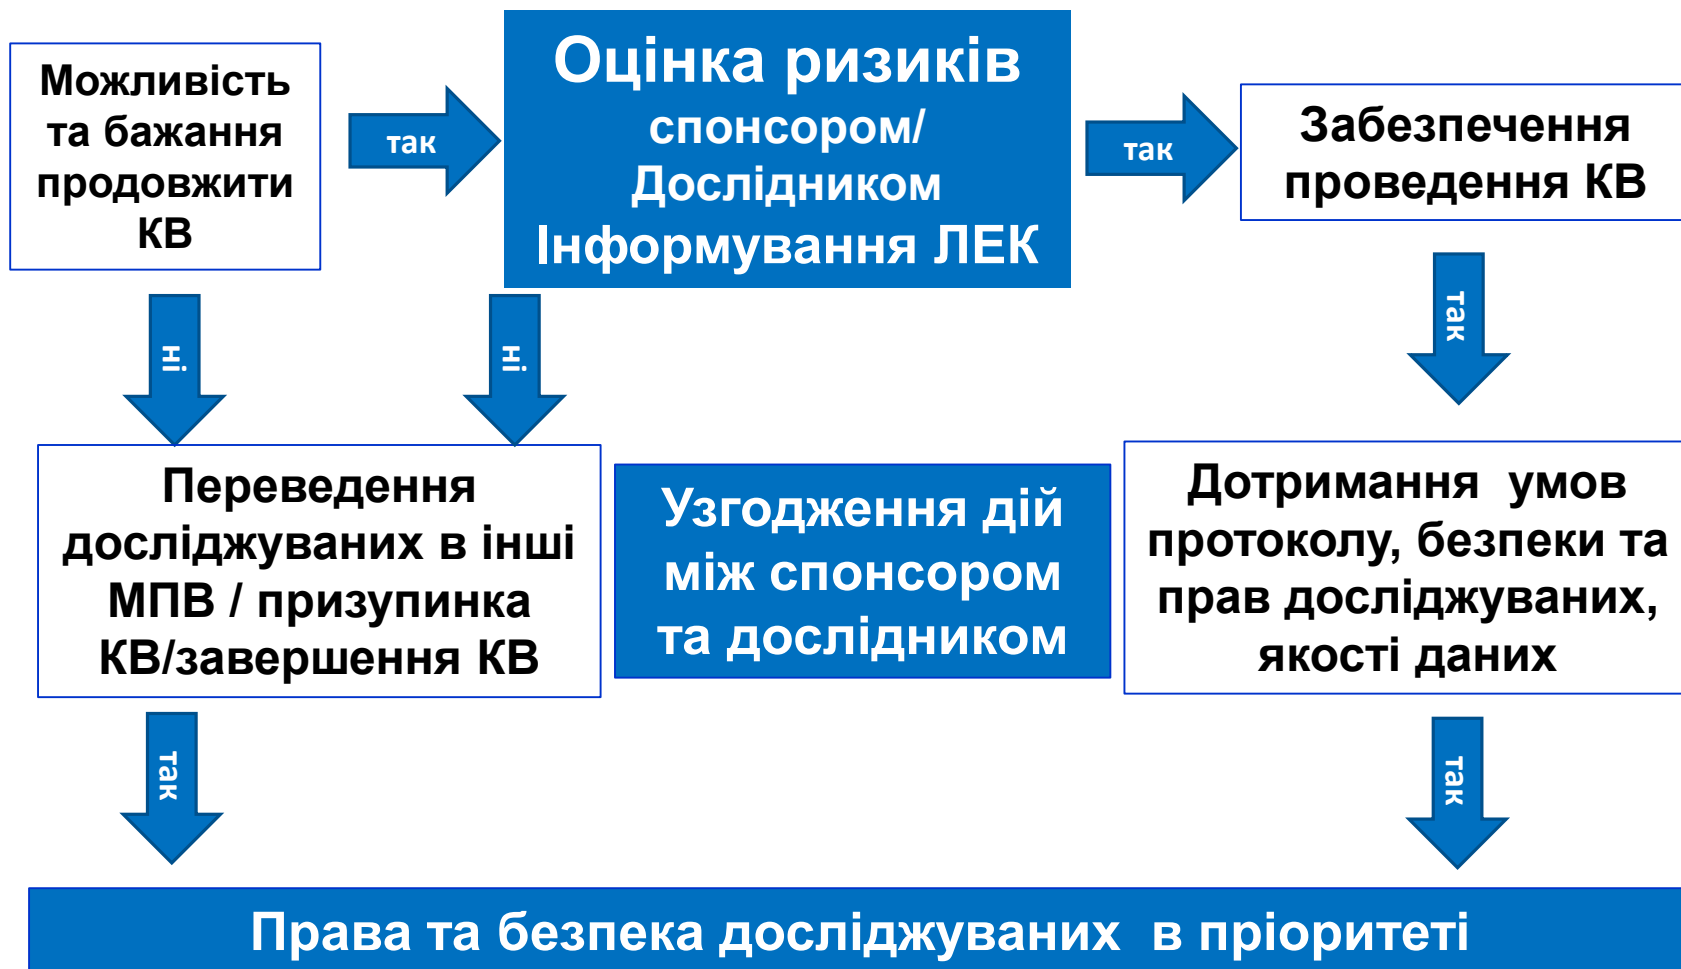 Можливість
та бажання
продовжити
КВ
так
Оцінка ризиків
спонсором/
Дослідником
Інформування ЛЕК
так
Забезпечення
проведення КВ
ні
ні
так
Переведення
досліджуваних в інші
МПВ / призупинка
КВ/завершення КВ
Узгодження дій
між спонсором
та дослідником
Дотримання умов
протоколу, безпеки та
прав досліджуваних,
якості даних
так
так
Права та безпека досліджуваних в пріоритеті